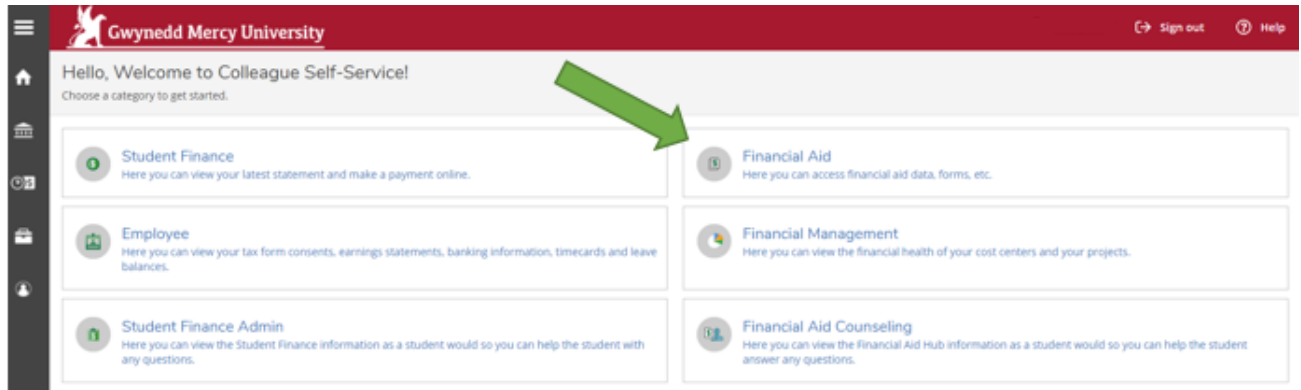 Gwynedd Mercy University
Sign out
Help
Hello, Welcome to Colleague Self-Service!
Choose a category to get started.
Student Finance
Here you can view your latest statement and make a payment online.
Financial Aid
Here you can access financial aid data, forms, etc.
Employee
Here you can view your tax form consents, earnings statements, banking information, timecards and leave
balances.
Financial Management
Here you can view the financial health of your cost centers and your projects.
Student Finance Admin
Here you can view the Student Finance information as a student would so you can help the student with
any questions.
Financial Aid Counseling
Here you can view the Financial Aid Hub information as a student would so you can help the student
answer any questions.